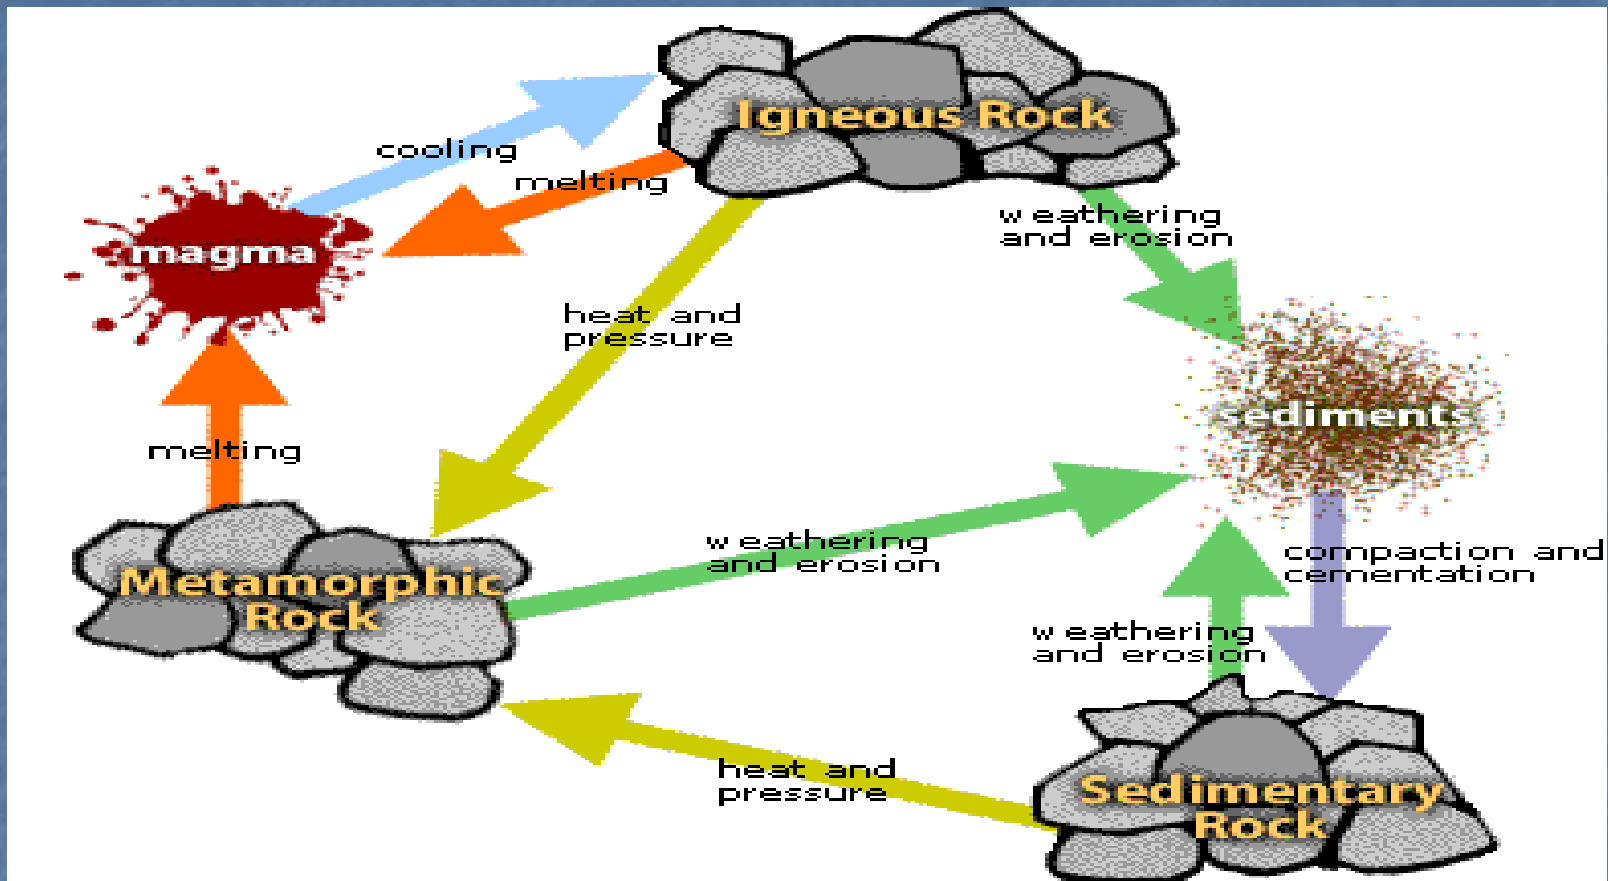 Igneous Rock
cooling
melting
weathering
and erosion
magma
heat and
pressure
sediments
melting
weathering
and erosion
compaction and
cementation
Metamorphic
Rock
weathering
and erosion
heat and
pressure
Sedimentary
Rock